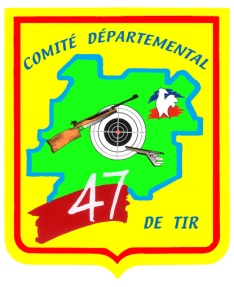 COMITÉ DÉPARTEMENTAL
47
DE TIR